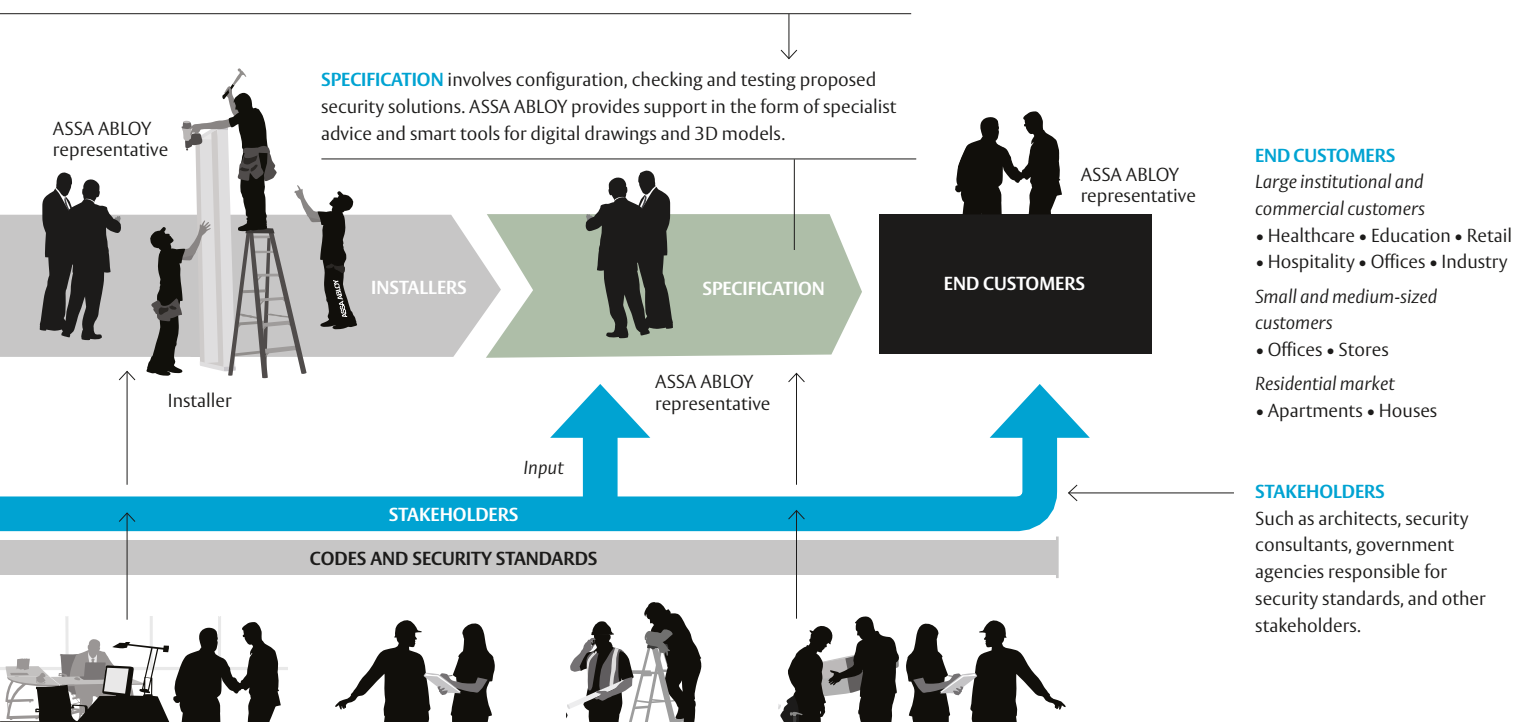 SPECIFICATION involves configuration, checking and testing proposed
security solutions. ASSA ABLOY provides support in the form of specialist
advice and smart tools for digital drawings and 3D models.
ASSA ABLOY
representative
ASSA ABLOY
representative
INSTALLERS
ASSA ABLOY
SPECIFICATION
END CUSTOMERS
Installer
ASSA ABLOY
representative
Input
STAKEHOLDERS
CODES AND SECURITY STANDARDS
END CUSTOMERS
Large institutional and
commercial customers
• Healthcare • Education • Retail
• Hospitality • Offices • Industry
Small and medium-sized
customers
• Offices • Stores
Residential market
• Apartments • Houses
STAKEHOLDERS
Such as architects, security
consultants, government
agencies responsible for
security standards, and other
stakeholders.